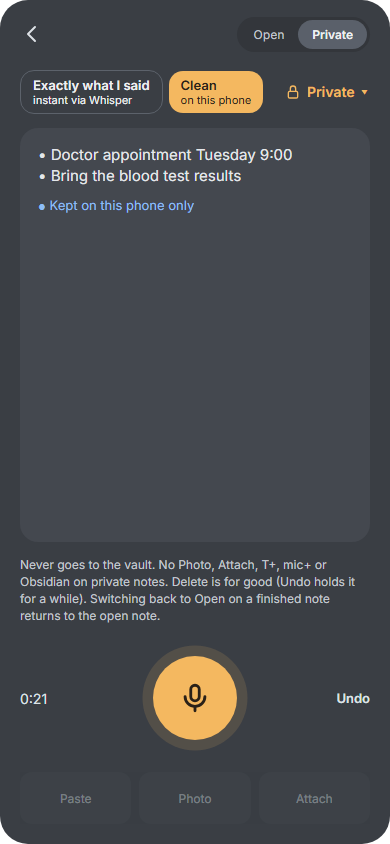 Open Private
Exactly what I said
instant via Whisper
Clean
on this phone
Private
• Doctor appointment Tuesday 9:00
• Bring the blood test results
• Kept on this phone only
Never goes to the vault. No Photo, Attach, T+, mic+ or
Obsidian on private notes. Delete is for good (Undo holds it
for a while). Switching back to Open on a finished note
returns to the open note.
0:21
Undo
Paste Photo Attach